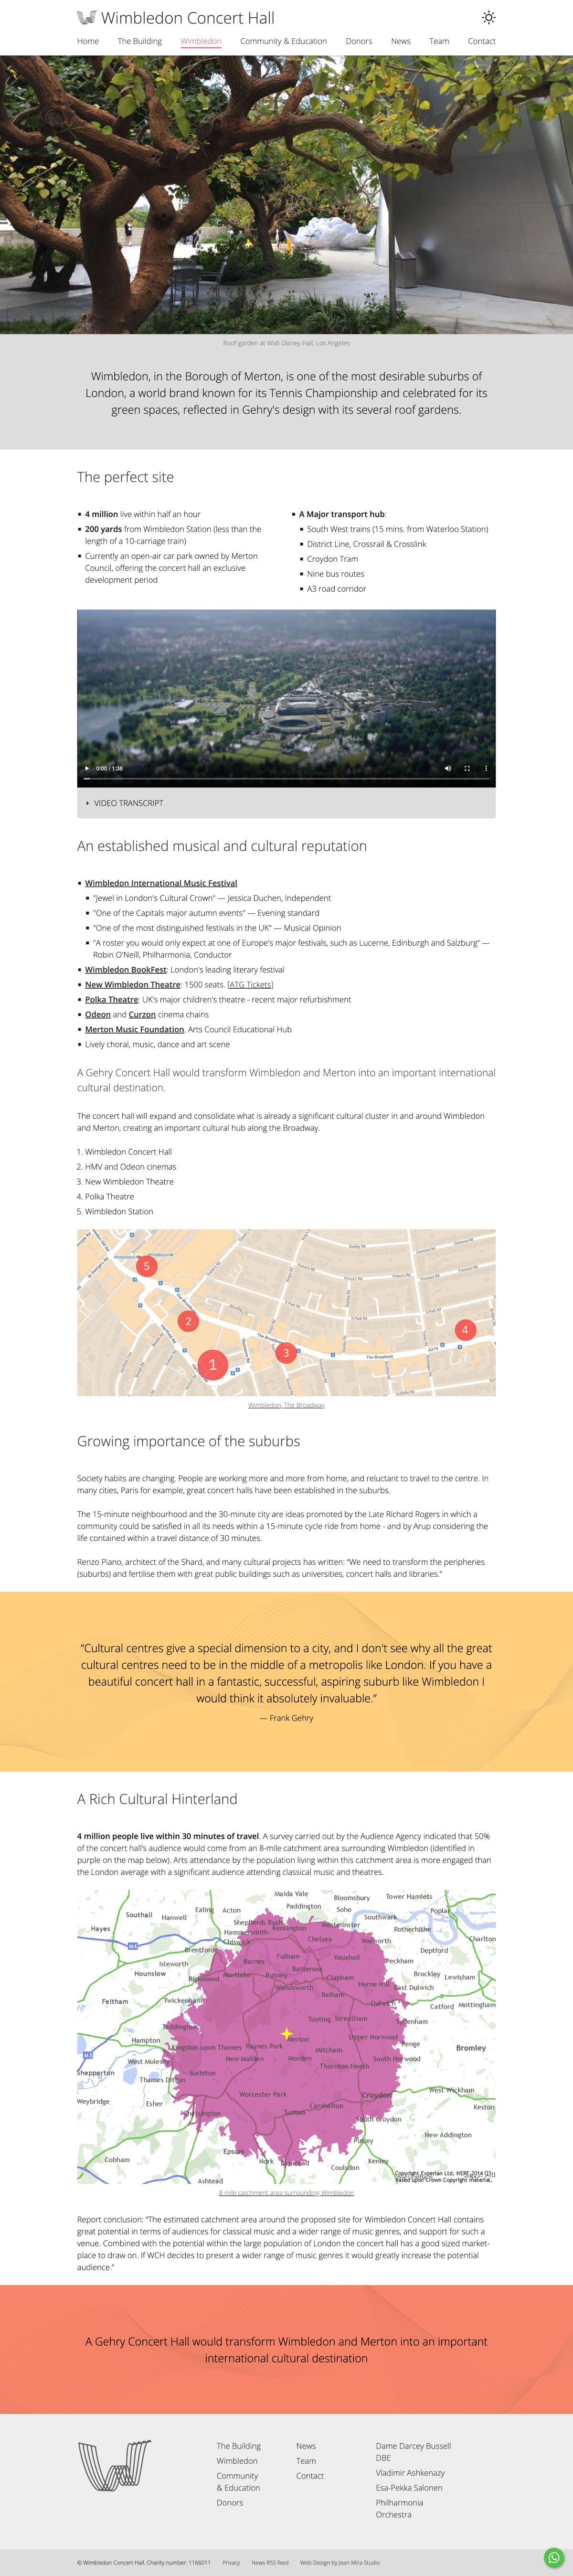 Wimbledon Concert Hall
Home The Building Wimbledon Community & Education Donors News Team Contact
Roof garden at Walt Disney Hall, Los Angeles
Wimbledon, in the Borough of Merton, is one of the most desirable suburbs of
London, a world brand known for its Tennis Championship and celebrated for its
green spaces, reflected in Gehry's design with its several roof gardens.
The perfect site
4 million live within half an hour
200 yards from Wimbledon Station (less than the
length of a 10-carriage train)
Currently an open-air car park owned by Merton
Council, offering the concert hall an exclusive
development period
A Major transport hub:
South West trains (15 mins. from Waterloo Station)
District Line, Crossrail & Crosslink
Croydon Tram
Nine bus routes
A3 road corridor
0:00 / 1:38
VIDEO TRANSCRIPT
An established musical and cultural reputation
Wimbledon International Music Festival
"Jewel in London's Cultural Crown" — Jessica Duchen, Independent
"One of the Capitals major autumn events" — Evening standard
"One of the most distinguished festivals in the UK" — Musical Opinion
"A roster you would only expect at one of Europe's major festivals, such as Lucerne, Edinburgh and Salzburg" —
Robin O'Neill, Philharmonia, Conductor
Wimbledon BookFest: London's leading literary festival
New Wimbledon Theatre: 1500 seats. [ATG Tickets]
Polka Theatre: UK's major children's theatre - recent major refurbishment
Odeon and Curzon cinema chains
Merton Music Foundation. Arts Council Educational Hub
Lively choral, music, dance and art scene
A Gehry Concert Hall would transform Wimbledon and Merton into an important international
cultural destination.
The concert hall will expand and consolidate what is already a significant cultural cluster in and around Wimbledon
and Merton, creating an important cultural hub along the Broadway.
1. Wimbledon Concert Hall
2. HMV and Odeon cinemas
3. New Wimbledon Theatre
4. Polka Theatre
5. Wimbledon Station
5
2
1
3
4
The Broadway
A219
Wimbledon, The Broadway
Growing importance of the suburbs
Society habits are changing. People are working more and more from home, and reluctant to travel to the centre. In
many cities, Paris for example, great concert halls have been established in the suburbs.
The 15-minute neighbourhood and the 30-minute city are ideas promoted by the Late Richard Rogers in which a
community could be satisfied in all its needs within a 15-minute cycle ride from home - and by Arup considering the
life contained within a travel distance of 30 minutes.
Renzo Piano, architect of the Shard, and many cultural projects has written: "We need to transform the peripheries
(suburbs) and fertilise them with great public buildings such as universities, concert halls and libraries."
"Cultural centres give a special dimension to a city, and I don't see why all the great
cultural centres need to be in the middle of a metropolis like London. If you have a
beautiful concert hall in a fantastic, successful, aspiring suburb like Wimbledon I
would think it absolutely invaluable."
— Frank Gehry
A Rich Cultural Hinterland
4 million people live within 30 minutes of travel. A survey carried out by the Audience Agency indicated that 50%
of the concert hall's audience would come from an 8-mile catchment area surrounding Wimbledon (identified in
purple on the map below). Arts attendance by the population living within this catchment area is more engaged than
the London average with a significant audience attending classical music and theatres.
Maida Vale
Bloomsbury
Tower Hamlets
Ealing
Acton
Paddington
Soho
Poplar
Southall
Hanwell
Shepherds Bush
Kensington
Westminster
Southwark
Rotherhithe
Hayes
Hammersmith
Chiswick
Chelsea
Walworth
Charlton
Brentford
Deptford
Isleworth
Barnes
Fulham
Vauxhall
Peckham
Hounslow
Richmond
Mortlake
Putney
Battersea
Clapham
Brockley
Lewisham
Wandsworth
Herne Hill
East Dulwich
Feltham
Twickenham
Balham
Dulwich
Catford
Mottingham
Teddington
Tooting
Streatham
Sydenham
Hampton
Kingston upon Thames
Raynes Park
Merton
Upper Norwood
Penge
Bromley
Mitcham
West Molesey
New Malden
Morden
Thornton Heath
South Norwood
Shepperton
Thames Ditton
Surbiton
Weybridge
Esher
Worcester Park
Croydon
West Wickham
Keston
Chessington
Sutton
Carshalton
South Croydon
New Addington
Epsom
Purley
Cobham
Hook
Banstead
Coulsdon
Kenley
Ashtead
Copyright Experian Ltd, HERE 2014 Q3.
Based upon Crown Copyright material.
8 mile catchment area surrounding Wimbledon
Report conclusion: "The estimated catchment area around the proposed site for Wimbledon Concert Hall contains
great potential in terms of audiences for classical music and a wider range of music genres, and support for such a
venue. Combined with the potential within the large population of London the concert hall has a good sized market-
place to draw on. If WCH decides to present a wider range of music genres it would greatly increase the potential
audience."
A Gehry Concert Hall would transform Wimbledon and Merton into an important
international cultural destination
The Building
Wimbledon
Community
& Education
Donors
News
Team
Contact
Dame Darcey Bussell
DBE
Vladimir Ashkenazy
Esa-Pekka Salonen
Philharmonia
Orchestra
© Wimbledon Concert Hall. Charity number: 1166011 Privacy News RSS feed Web Design by Joan Mira Studio